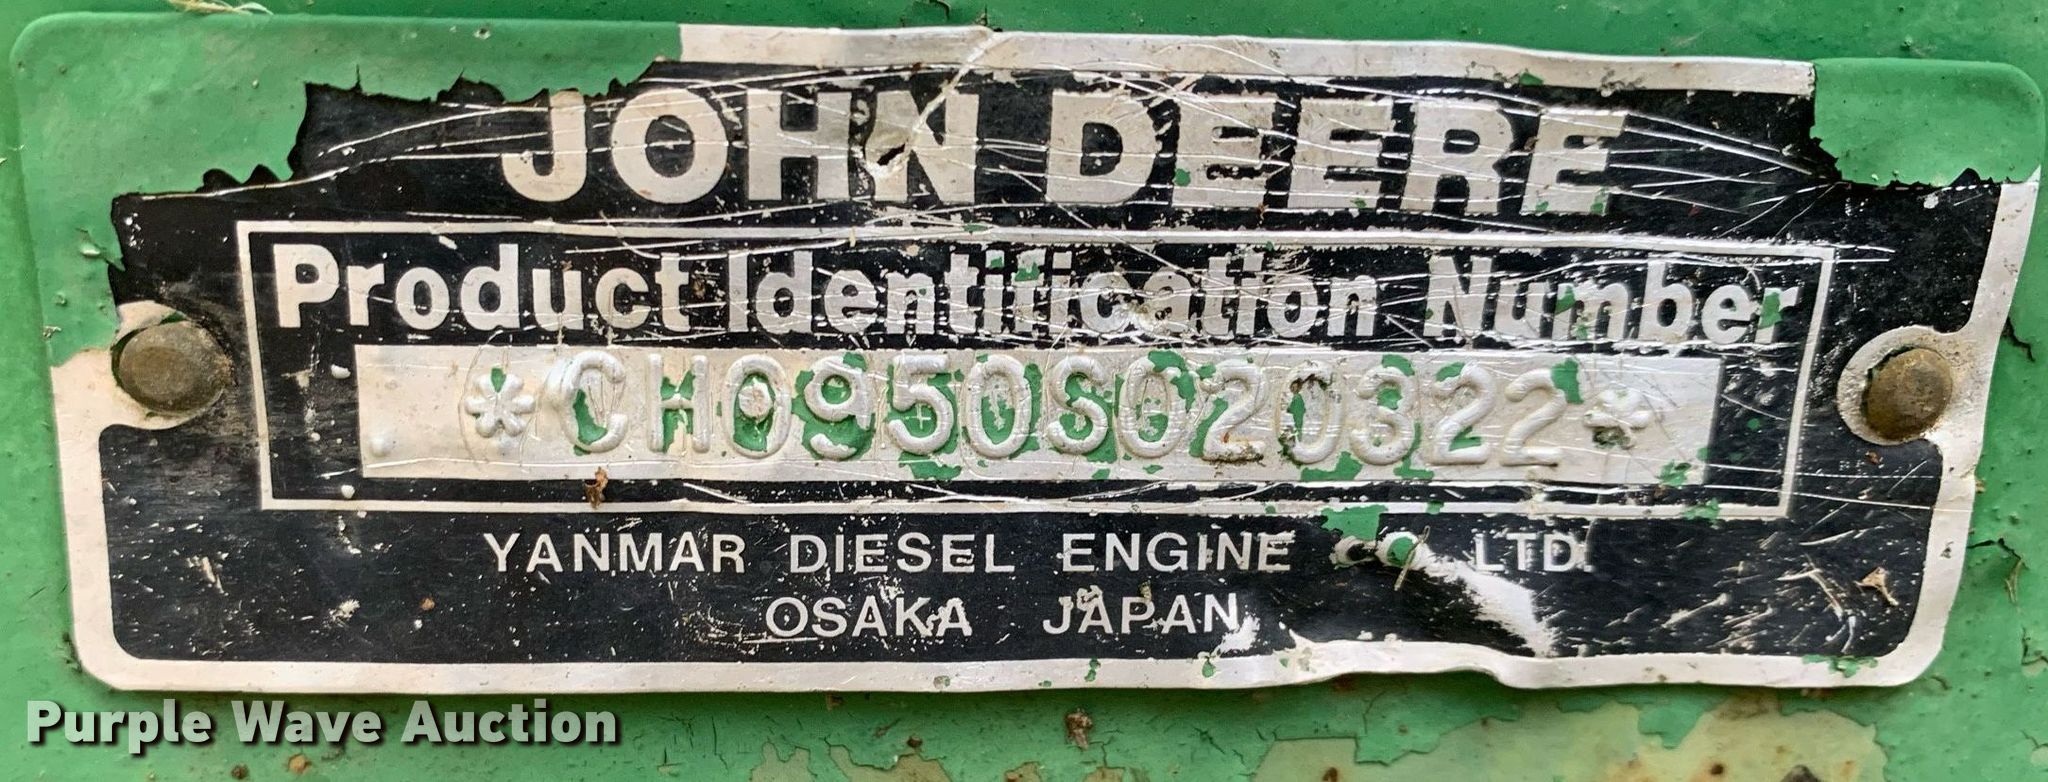 JOHN DEERE
Product Identification Number
*CH0950S020322*
YANMAR DIESEL ENGINE CO. LTD.
OSAKA JAPAN
Purple Wave Auction